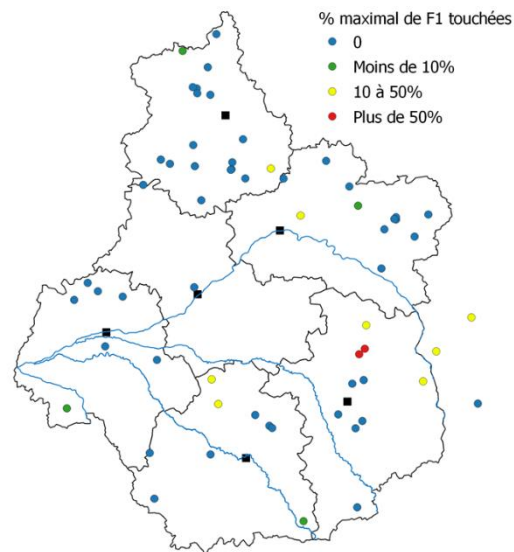 % maximal de F1 touchées
0
Moins de 10%
10 à 50%
Plus de 50%